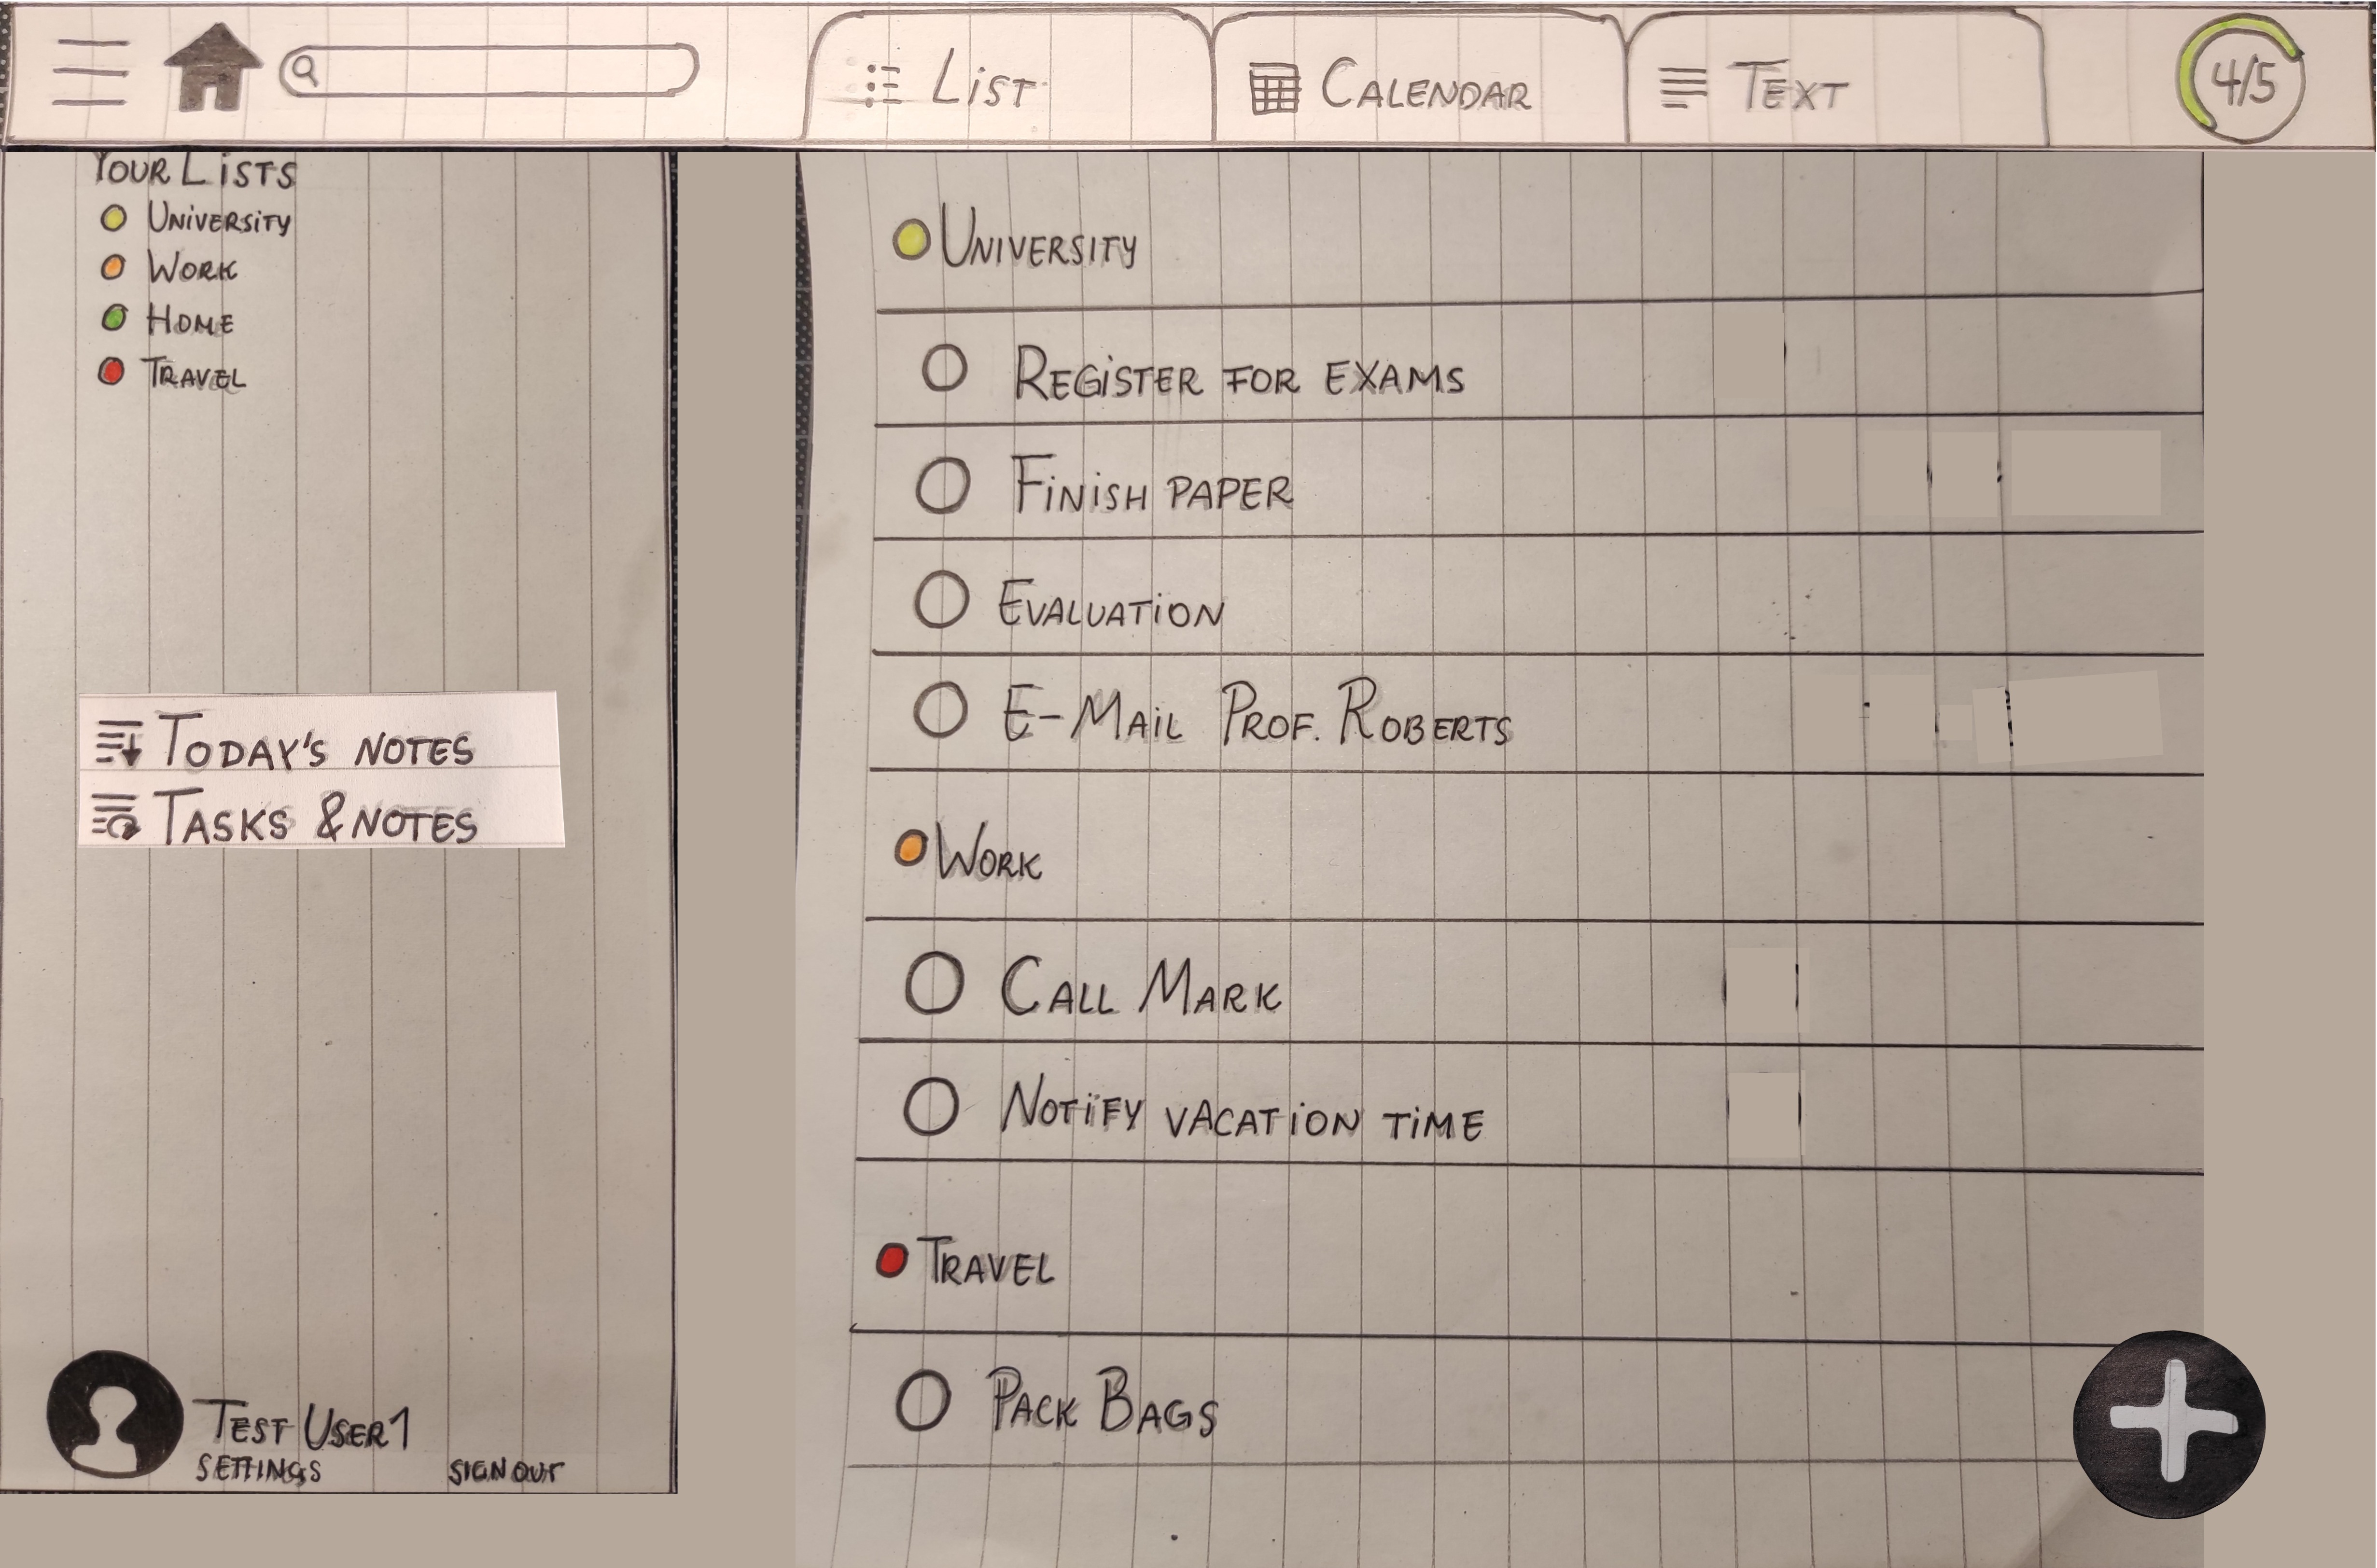 List
Calendar
Text
4/5
Your Lists
University
Work
Home
Travel
Today's notes
Tasks & notes
Test User1
Settings
Sign out
University
Register for exams
Finish paper
Evaluation
E-Mail Prof. Roberts
Work
Call Mark
Notify vacation time
Travel
Pack Bags